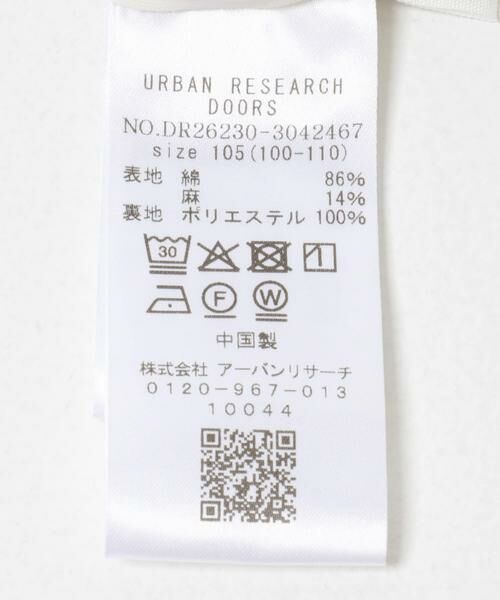 URBAN RESEARCH
DOORS
NO.DR26230-3042467
size 105(100-110)
表地 綿 86%
麻 14%
裏地 ポリエステル 100%
30
F W
中国製
株式会社 アーバンリサーチ
0120-967-013
10044